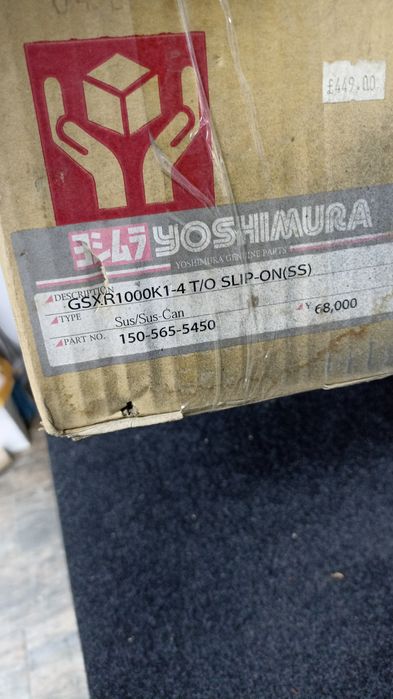 £449.00
ヨシムラ YOSHIMURA
YOSHIMURA GENUINE PARTS
DESCRIPTION GSXR1000K1-4 T/O SLIP-ON(SS)
TYPE Sus/Sus-Can ¥ 68,000
PART NO. 150-565-5450